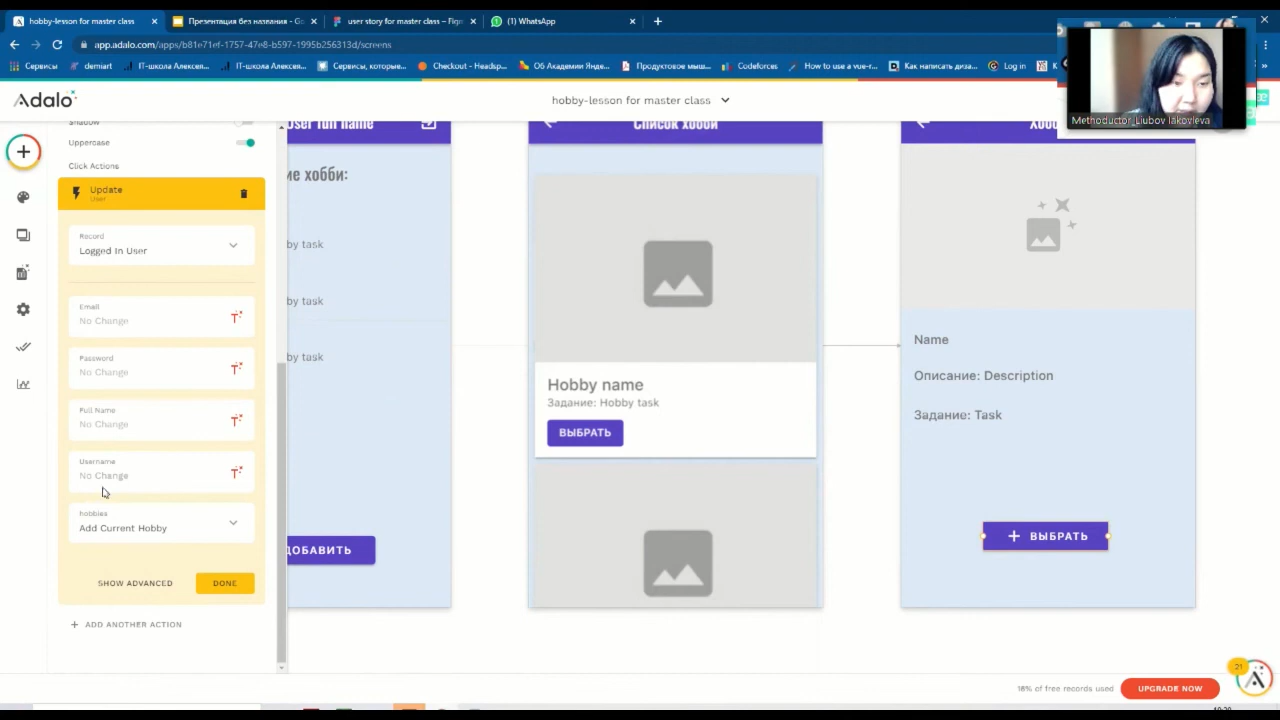 hobby-lesson for master class
Презентация без названия - Go
user story for master class – Figm
(1) WhatsApp
app.adalo.com/apps/b81e71ef-1757-47e8-b597-1995b256313d/screens
Сервисы
demiart
IT-школа Алексея...
IT-школа Алексея...
Сервисы, которые...
Checkout - Headsp...
Об Академии Янде...
Продуктовое мыш...
Codeforces
How to use a vue-r...
Как написать диза...
Log in
Methoductor_Liubov Iakovleva
Adalo
hobby-lesson for master class
Shadow
Uppercase
Click Actions
Update
User
Record
Logged In User
Email
No Change
Password
No Change
Full Name
No Change
Username
No Change
hobbies
Add Current Hobby
SHOW ADVANCED
DONE
ADD ANOTHER ACTION
User full name
ие хобби:
by task
by task
by task
ДОБАВИТЬ
Список хобби
Hobby name
Задание: Hobby task
ВЫБРАТЬ
Name
Описание: Description
Задание: Task
ВЫБРАТЬ
16% of free records used
UPGRADE NOW
21